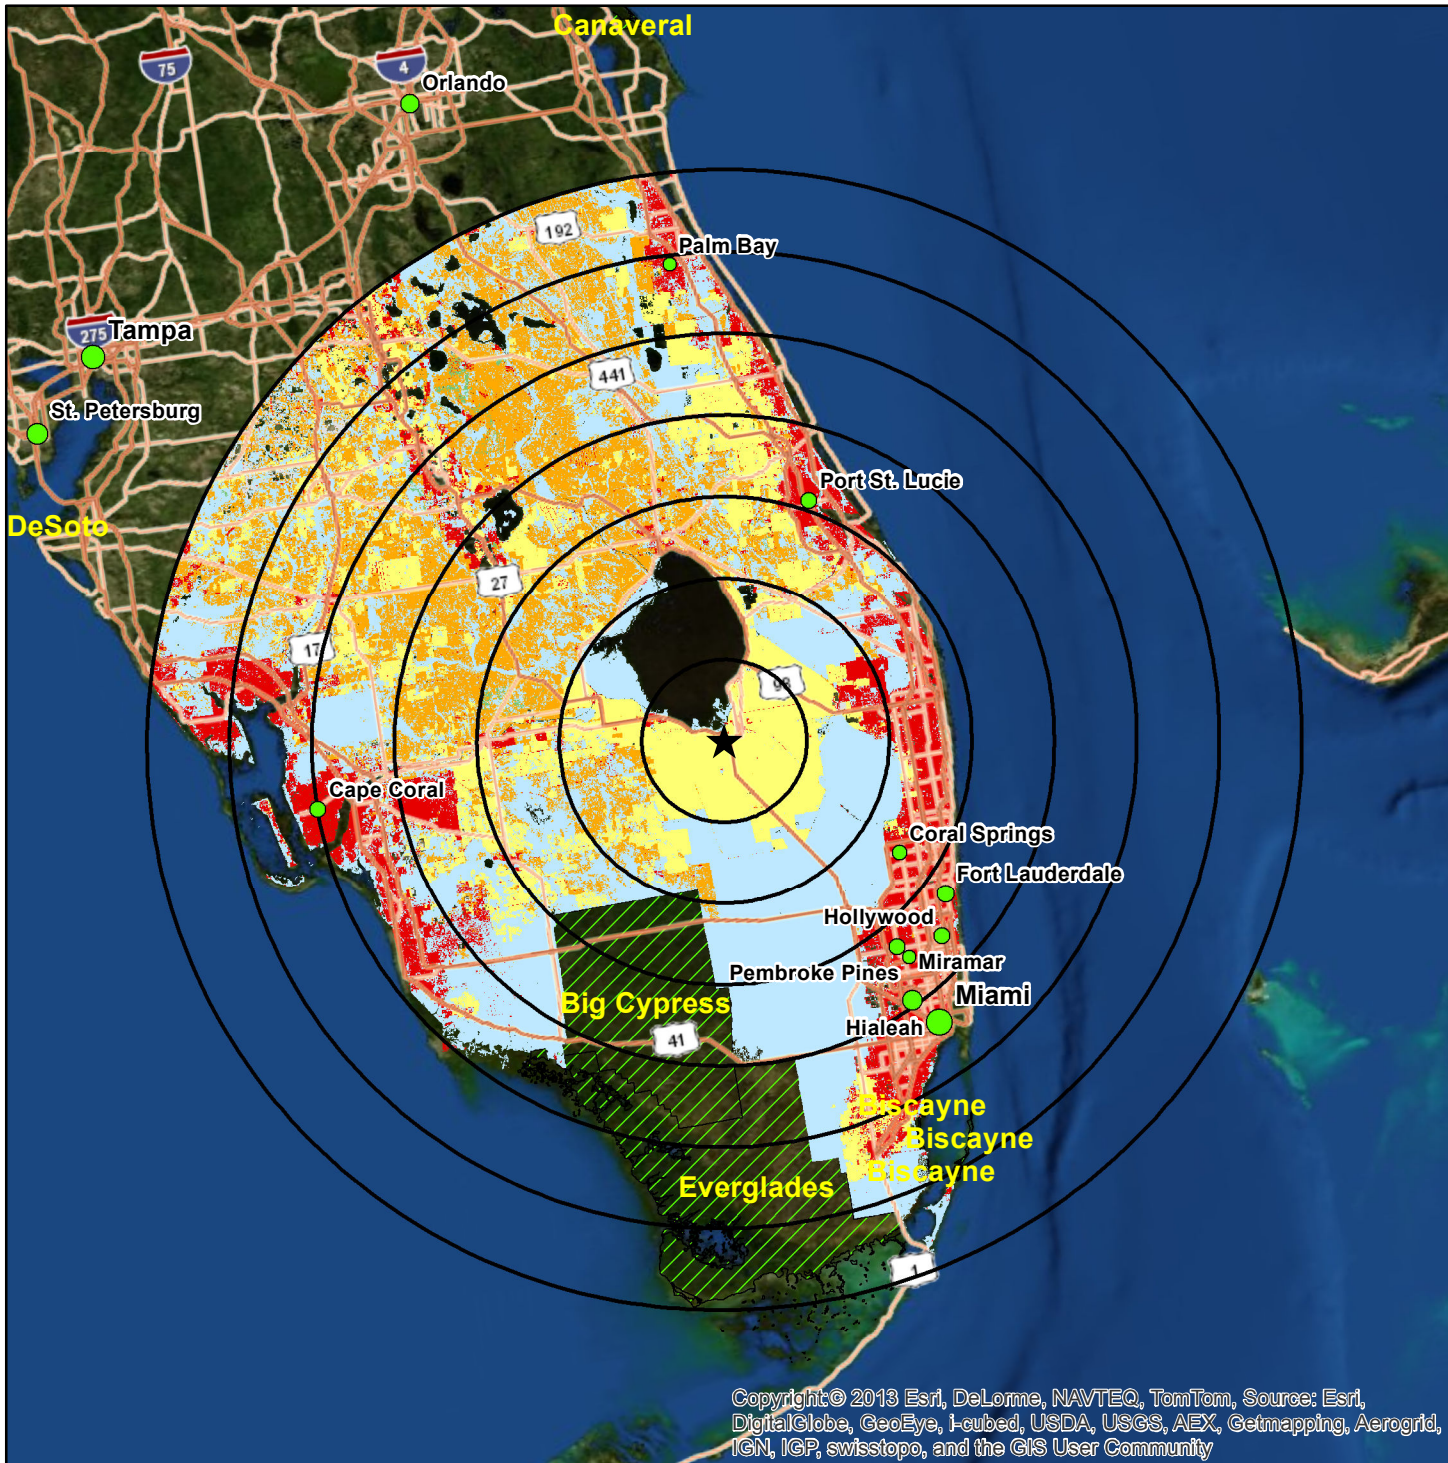 Canaveral
75
4
Orlando
192
Palm Bay
275
Tampa
441
St. Petersburg
Port St. Lucie
DeSoto
27
17
98
Cape Coral
Coral Springs
Fort Lauderdale
Hollywood
Miramar
Pembroke Pines
Miami
Big Cypress
Hialeah
41
Biscayne
Biscayne
Biscayne
Everglades
1
Copyright:© 2013 Esri, DeLorme, NAVTEQ, TomTom, Source: Esri,
DigitalGlobe, GeoEye, i-cubed, USDA, USGS, AEX, Getmapping, Aerogrid,
IGN, IGP, swisstopo, and the GIS User Community